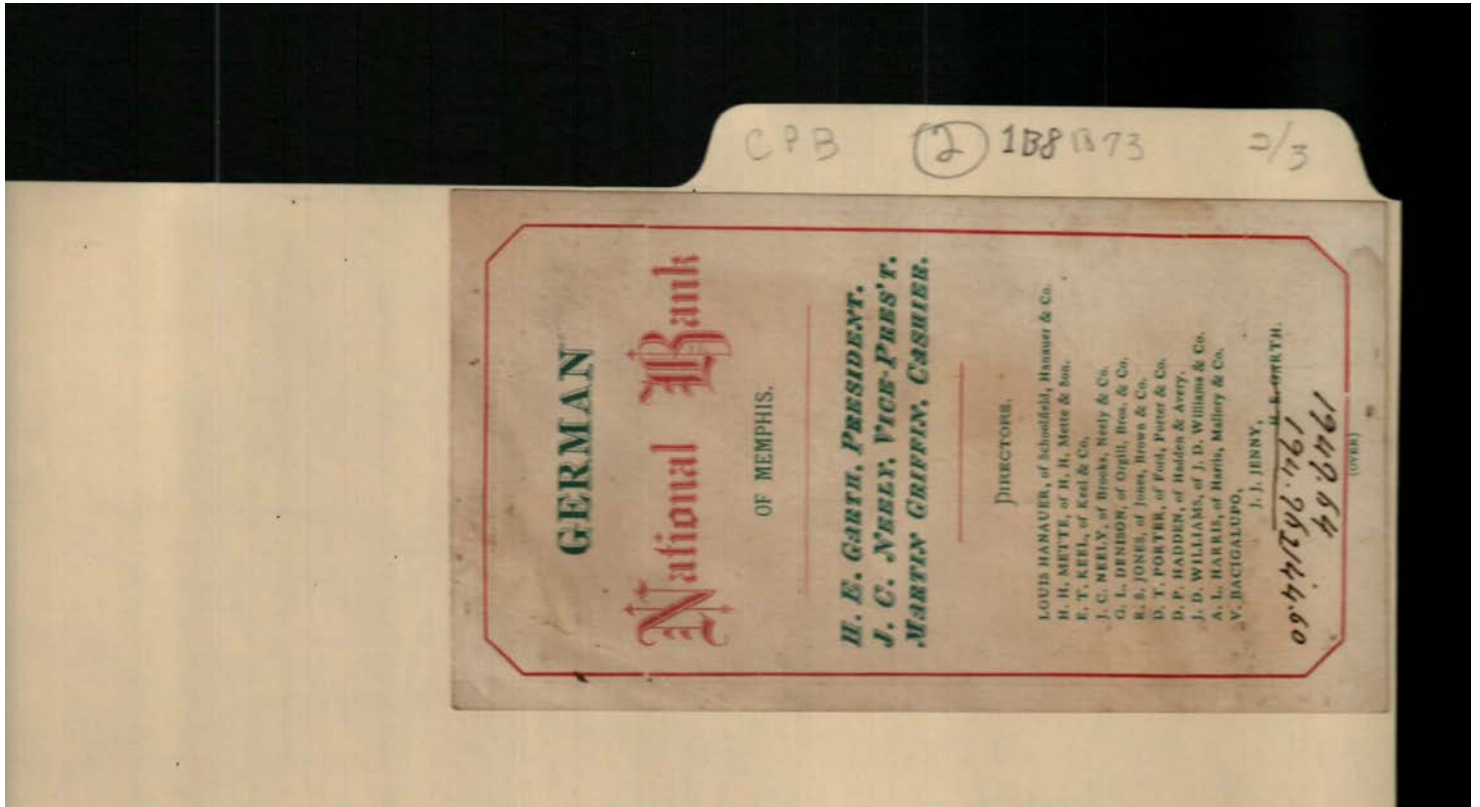 CPB 2 1B8 B73 2/3
GERMAN
National Bank
OF MEMPHIS.
H. E. GARTH, PRESIDENT.
J. C. NEELY, VICE-PRES'T.
MARTIN GRIFFIN, CASHIER.
DIRECTORS.
LOUIS HANAUER, of Schoolfield, Hanauer & Co.
H. H. METTE, of H. H. Mette & Son.
E. T. KEEL, of Keel & Co,
J. C. NEELY, of Brooks, Neely & Co.
G. L. DENISON, of Orgill, Bros. & Co.
R. S. JONES, of Jones, Brown & Co.
D. T. PORTER, of Ford, Porter & Co.
D. P. HADDEN, of Hadden & Avery.
J. D. WILLIAMS, of J. D. Williams & Co.
A. L. HARRIS, of Harris, Mallory & Co.
V. BACIGALUPO,
J. J. JENNY,
H. E. GARTH.
1949.64
194.96
2144.60
(OVER)